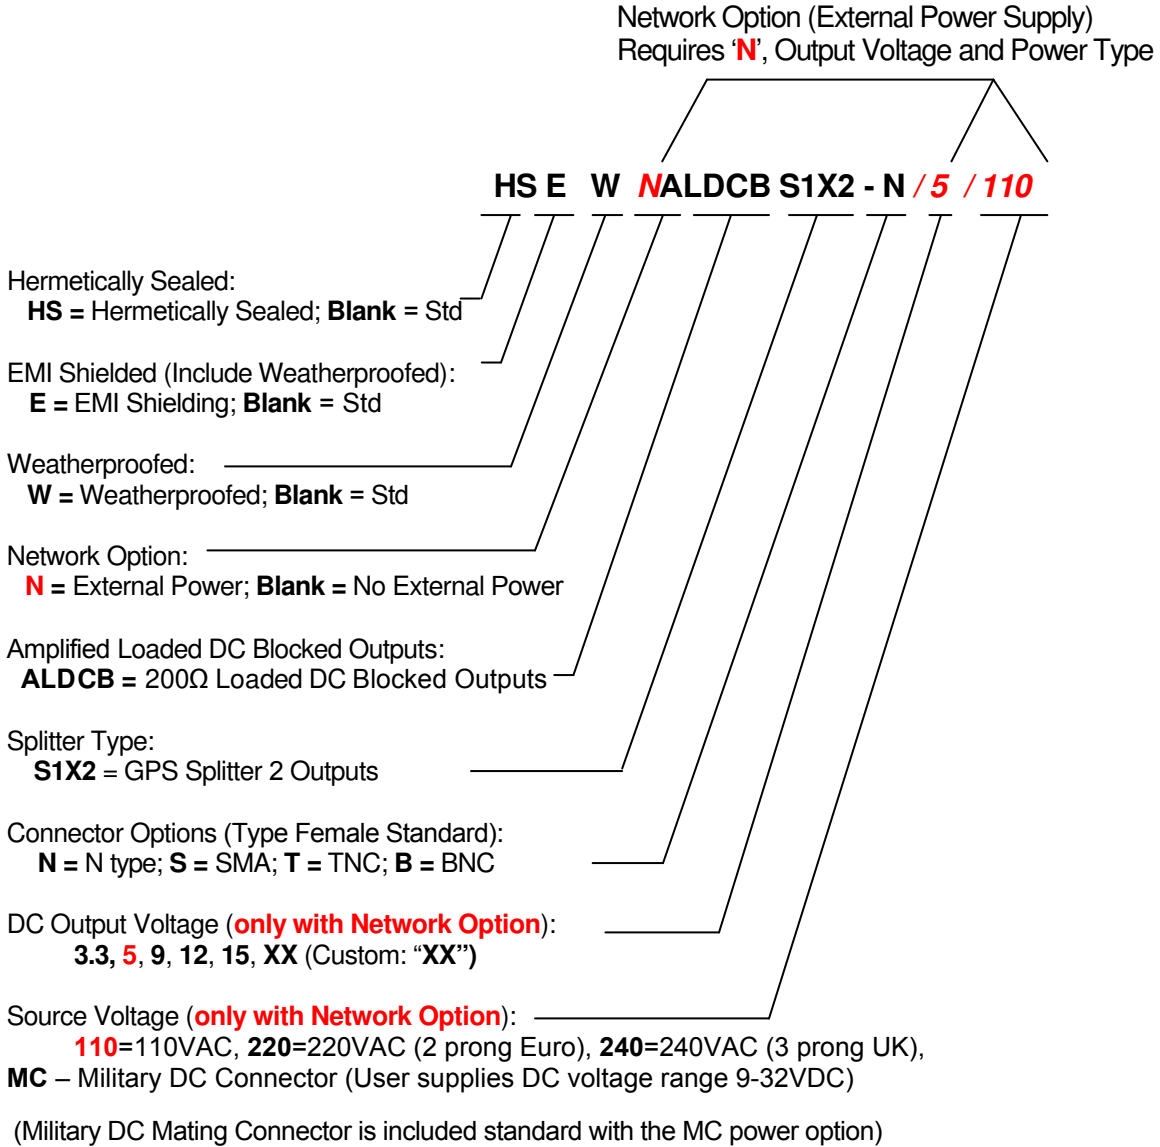 Network Option (External Power Supply)
Requires ‘N’, Output Voltage and Power Type
HS E W NALDCB S1X2 - N / 5 / 110
Hermetically Sealed:
HS = Hermetically Sealed; Blank = Std
EMI Shielded (Include Weatherproofed):
E = EMI Shielding; Blank = Std
Weatherproofed:
W = Weatherproofed; Blank = Std
Network Option:
N = External Power; Blank = No External Power
Amplified Loaded DC Blocked Outputs:
ALDCB = 200Ω Loaded DC Blocked Outputs
Splitter Type:
S1X2 = GPS Splitter 2 Outputs
Connector Options (Type Female Standard):
N = N type; S = SMA; T = TNC; B = BNC
DC Output Voltage (only with Network Option):
3.3, 5, 9, 12, 15, XX (Custom: “XX”)
Source Voltage (only with Network Option):
110=110VAC, 220=220VAC (2 prong Euro), 240=240VAC (3 prong UK),
MC – Military DC Connector (User supplies DC voltage range 9-32VDC)
(Military DC Mating Connector is included standard with the MC power option)